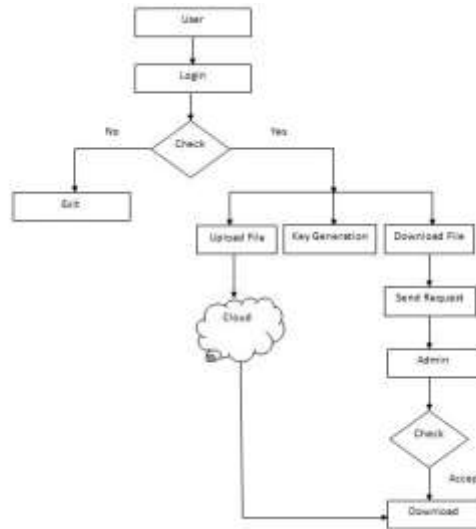 User
Login
No
Yes
Check
Exit
Upload File
Key Generation
Download File
Send Request
Cloud
Admin
Check
Accep
Download